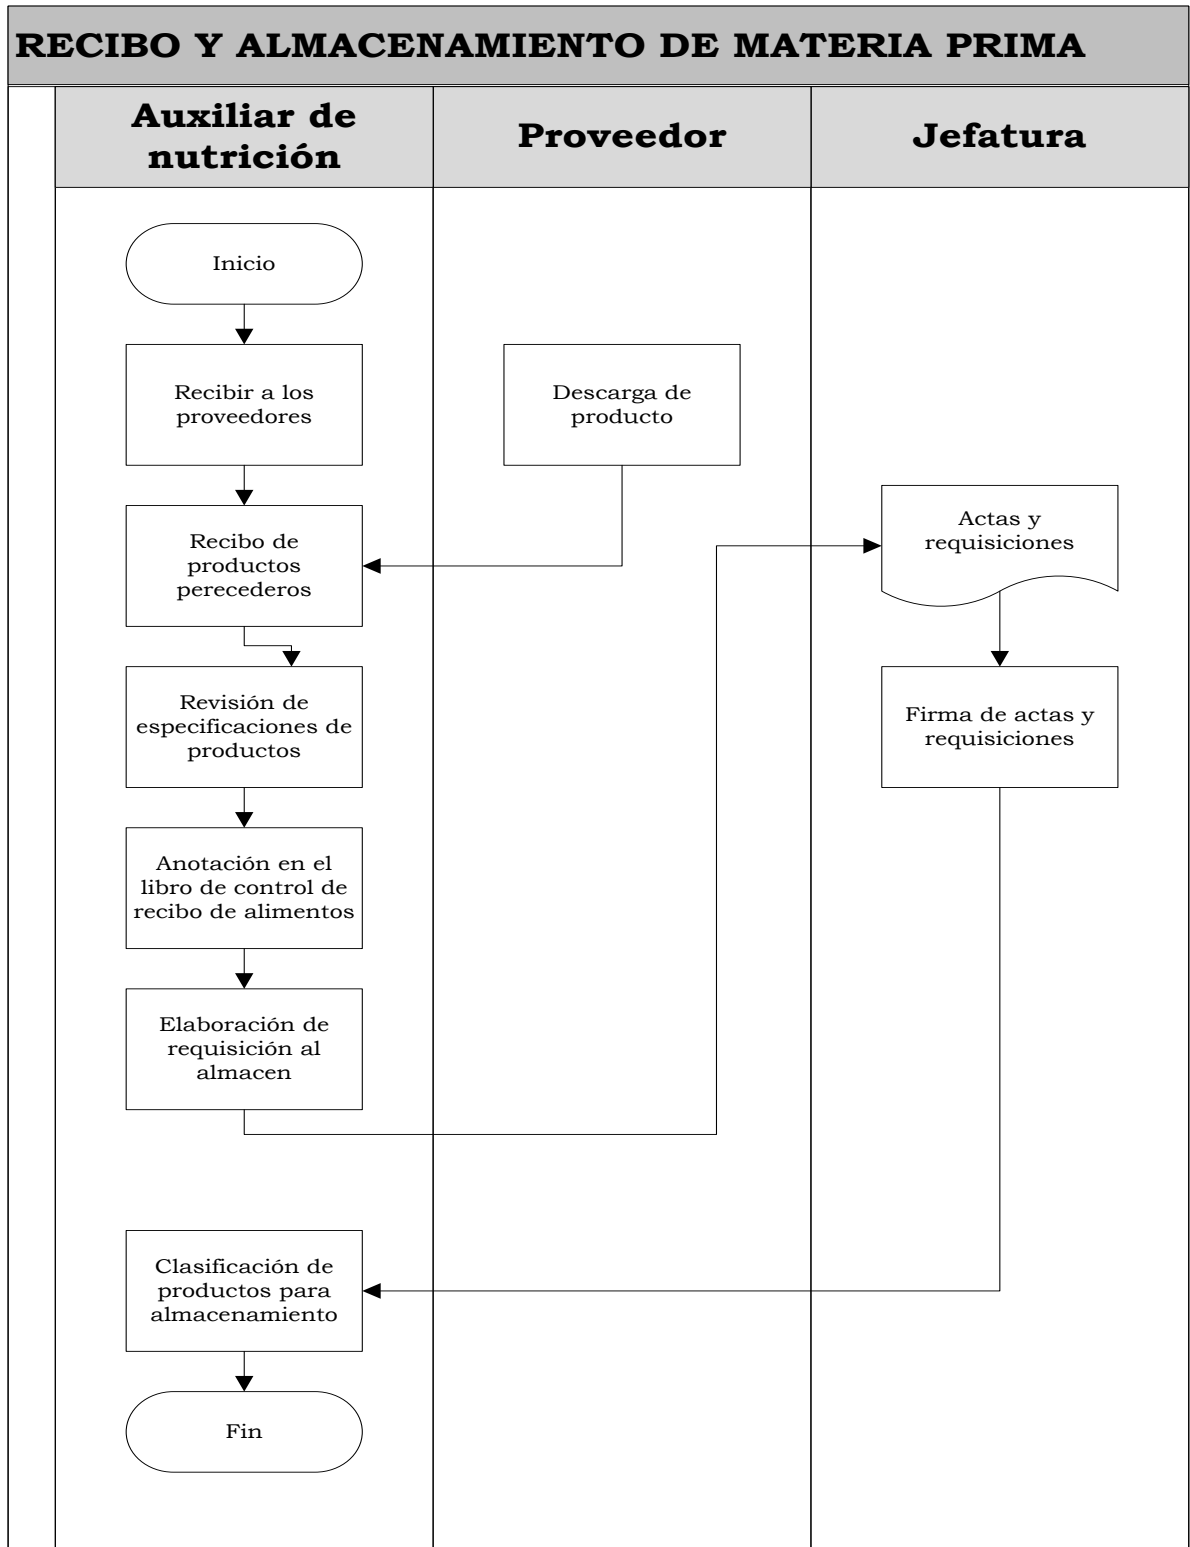 RECIBO Y ALMACENAMIENTO DE MATERIA PRIMA
Auxiliar de
nutrición
Proveedor
Jefatura
Inicio
Recibir a los
proveedores
Descarga de
producto
Recibo de
productos
perecederos
Actas y
requisiciones
Revisión de
especificaciones de
productos
Firma de actas y
requisiciones
Anotación en el
libro de control de
recibo de alimentos
Elaboración de
requisición al
almacen
Clasificación de
productos para
almacenamiento
Fin